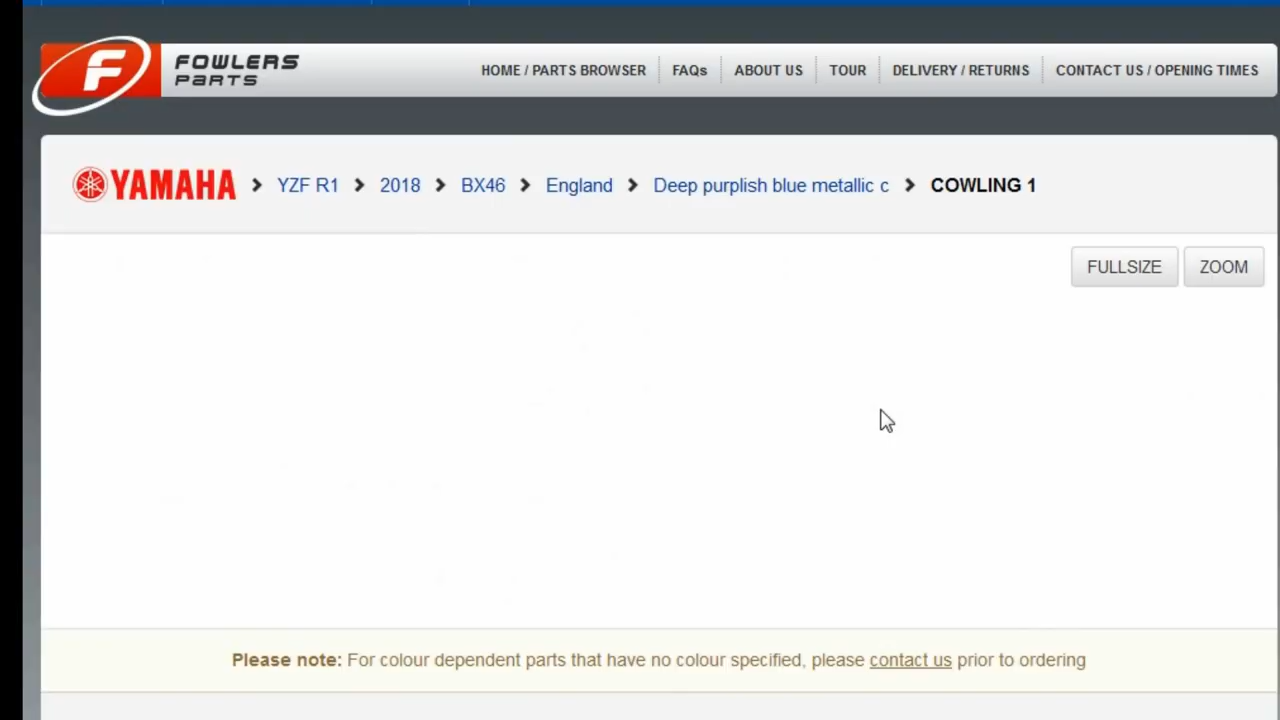 F FOWLERS PARTS HOME / PARTS BROWSER FAQs ABOUT US TOUR DELIVERY / RETURNS CONTACT US / OPENING TIMES
YAMAHA YZF R1 2018 BX46 England Deep purplish blue metallic c COWLING 1
FULLSIZE ZOOM
Please note: For colour dependent parts that have no colour specified, please contact us prior to ordering